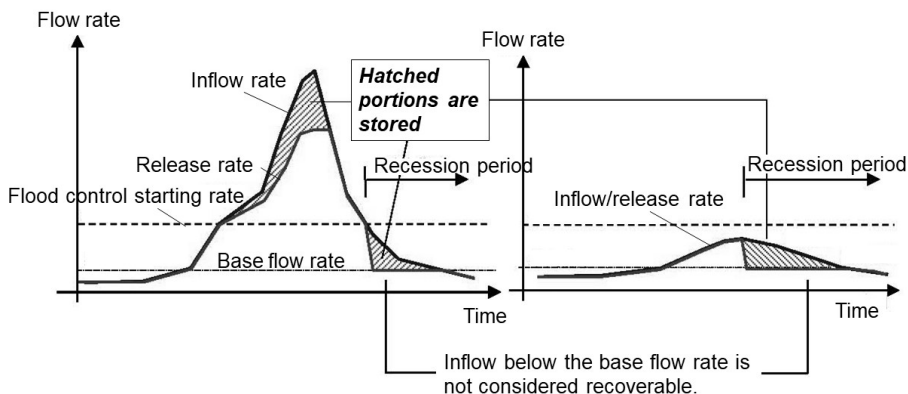 Flow rate
Inflow rate
Hatched
portions are
stored
Release rate
Recession period
Flood control starting rate
Base flow rate
Time
Flow rate
Recession period
Inflow/release rate
Time
Inflow below the base flow rate is
not considered recoverable.